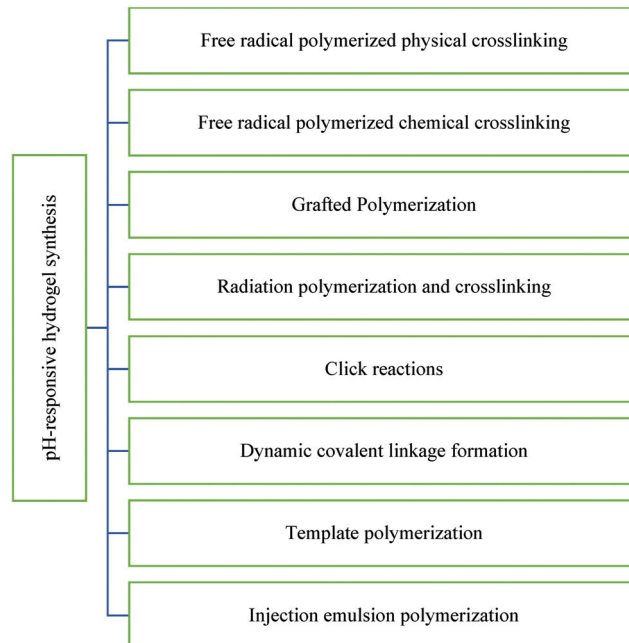 pH-responsive hydrogel synthesis
Free radical polymerized physical crosslinking
Free radical polymerized chemical crosslinking
Grafted Polymerization
Radiation polymerization and crosslinking
Click reactions
Dynamic covalent linkage formation
Template polymerization
Injection emulsion polymerization